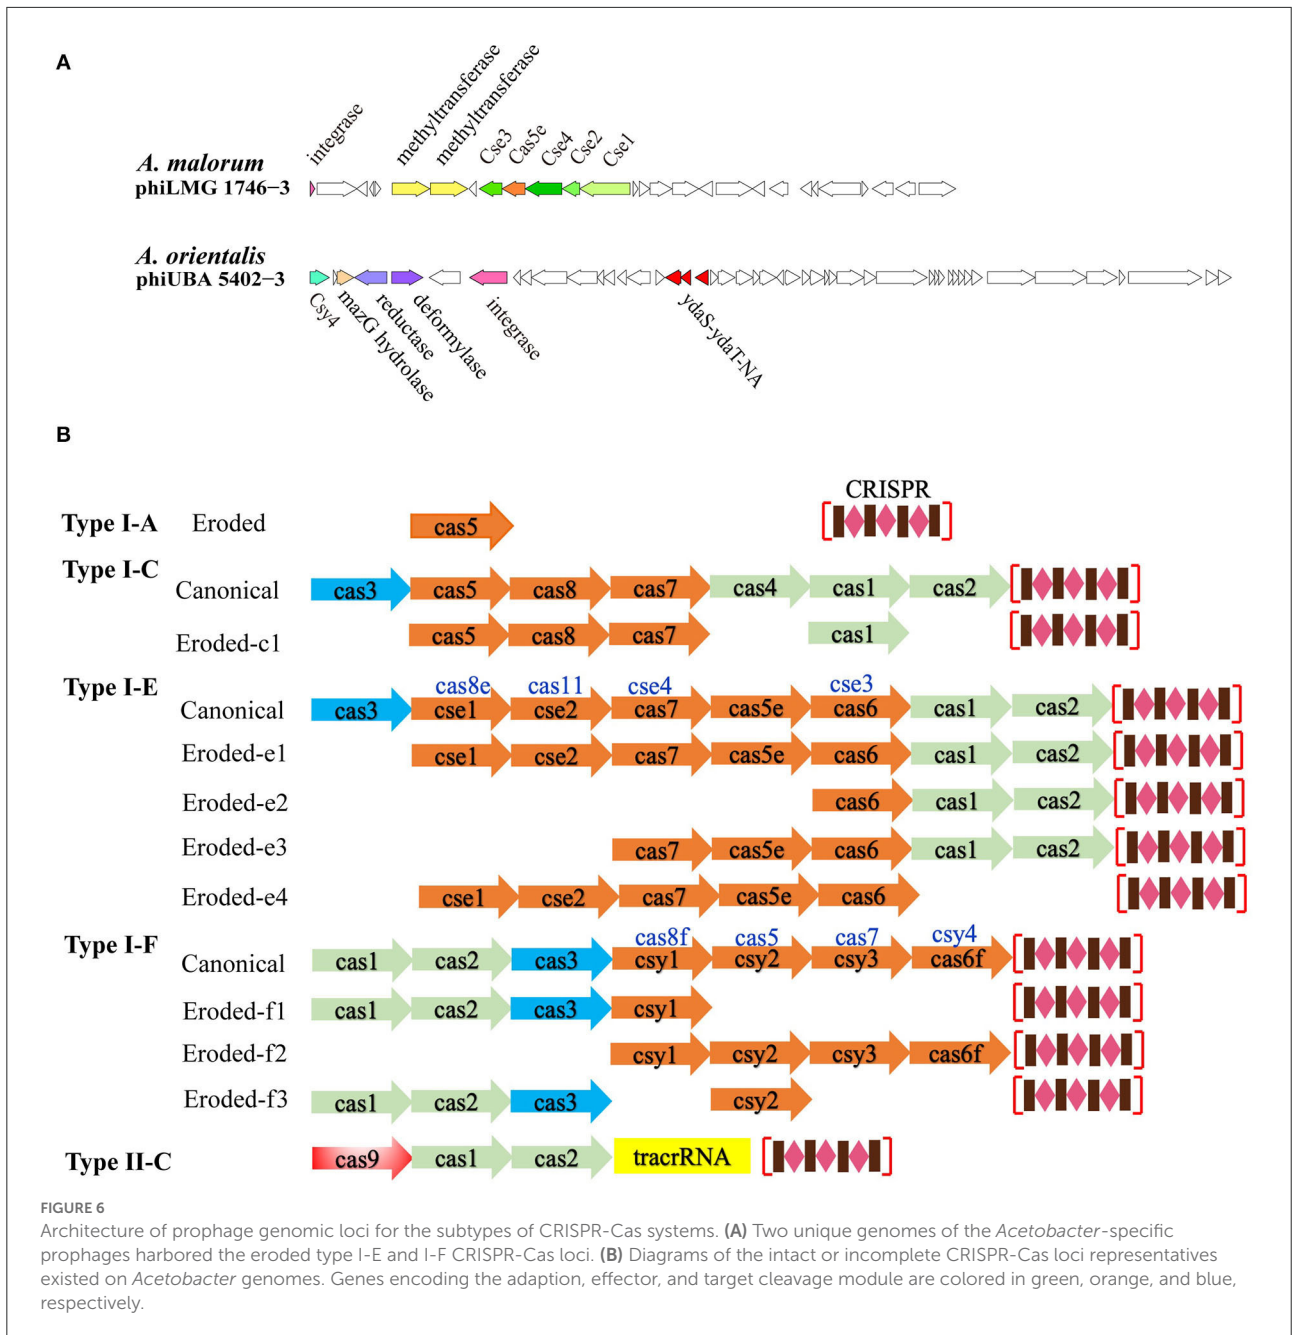 A
integrase
methyltransferase
methyltransferase
Cse3
Cas5e
Cse4
Cse2
Cse1
A. malorum
phiLMG 1746−3
A. orientalis
phiUBA 5402−3
Csy4
mazG hydrolase
reductase
deformylase
integrase
ydaS-ydaT-NA
B
CRISPR
Type I-A Eroded cas5
Type I-C
Canonical cas3 cas5 cas8 cas7 cas4 cas1 cas2
Eroded-c1 cas5 cas8 cas7 cas1
Type I-E cas8e cas11 cse4 cse3
Canonical cas3 cse1 cse2 cas7 cas5e cas6 cas1 cas2
Eroded-e1 cse1 cse2 cas7 cas5e cas6 cas1 cas2
Eroded-e2 cas6 cas1 cas2
Eroded-e3 cas7 cas5e cas6 cas1 cas2
Eroded-e4 cse1 cse2 cas7 cas5e cas6
Type I-F cas8f cas5 cas7 csy4
Canonical cas1 cas2 cas3 csy1 csy2 csy3 cas6f
Eroded-f1 cas1 cas2 cas3 csy1
Eroded-f2 csy1 csy2 csy3 cas6f
Eroded-f3 cas1 cas2 cas3 csy2
Type II-C cas9 cas1 cas2 tracrRNA
FIGURE 6
Architecture of prophage genomic loci for the subtypes of CRISPR-Cas systems. (A) Two unique genomes of the Acetobacter-specific
prophages harbored the eroded type I-E and I-F CRISPR-Cas loci. (B) Diagrams of the intact or incomplete CRISPR-Cas loci representatives
existed on Acetobacter genomes. Genes encoding the adaption, effector, and target cleavage module are colored in green, orange, and blue,
respectively.